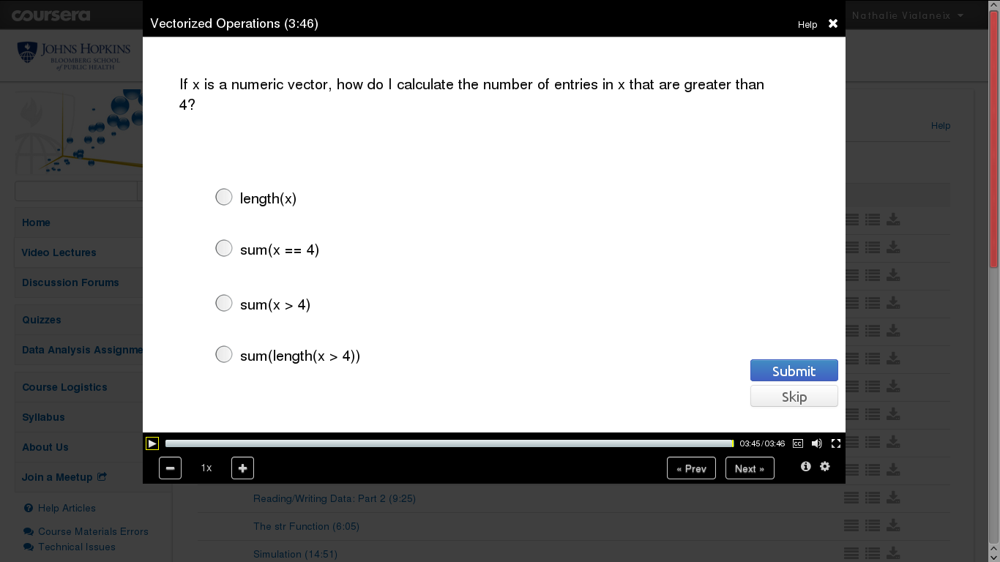 coursera
Nathalie Vialaneix
Vectorized Operations (3:46)
Help
JOHNS HOPKINS
BLOOMBERG SCHOOL
of PUBLIC HEALTH
If x is a numeric vector, how do I calculate the number of entries in x that are greater than
4?
Help
length(x)
sum(x == 4)
sum(x > 4)
sum(length(x > 4))
Submit
Skip
Home
Video Lectures
Discussion Forums
Quizzes
Data Analysis Assignme
Course Logistics
Syllabus
About Us
Join a Meetup
Help Articles
Course Materials Errors
Technical Issues
03:45/03:46
CC
1x
« Prev
Next »
Reading/Writing Data: Part 2 (9:25)
The str Function (6:05)
Simulation (14:51)